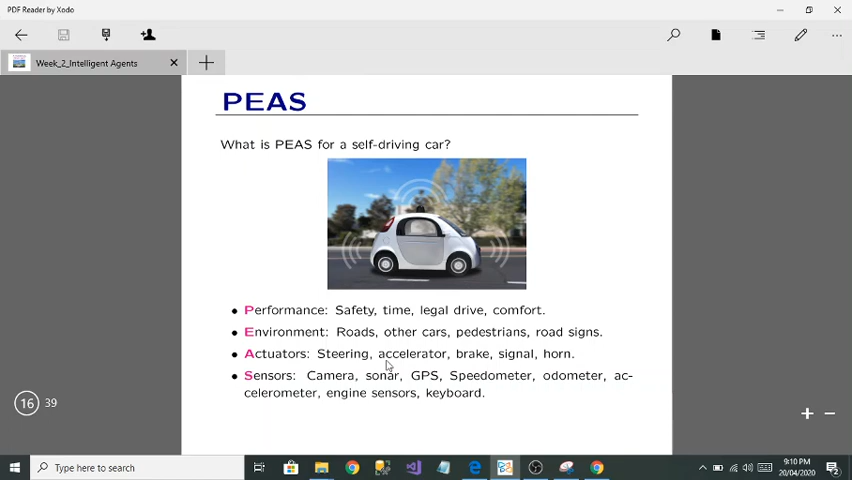 PDF Reader by Xodo
Week_2_Intelligent Agents
PEAS
What is PEAS for a self-driving car?
• Performance: Safety, time, legal drive, comfort.
• Environment: Roads, other cars, pedestrians, road signs.
• Actuators: Steering, accelerator, brake, signal, horn.
• Sensors: Camera, sonar, GPS, Speedometer, odometer, ac-
celerometer, engine sensors, keyboard.
16 39
Type here to search
9:10 PM
20/04/2020
2